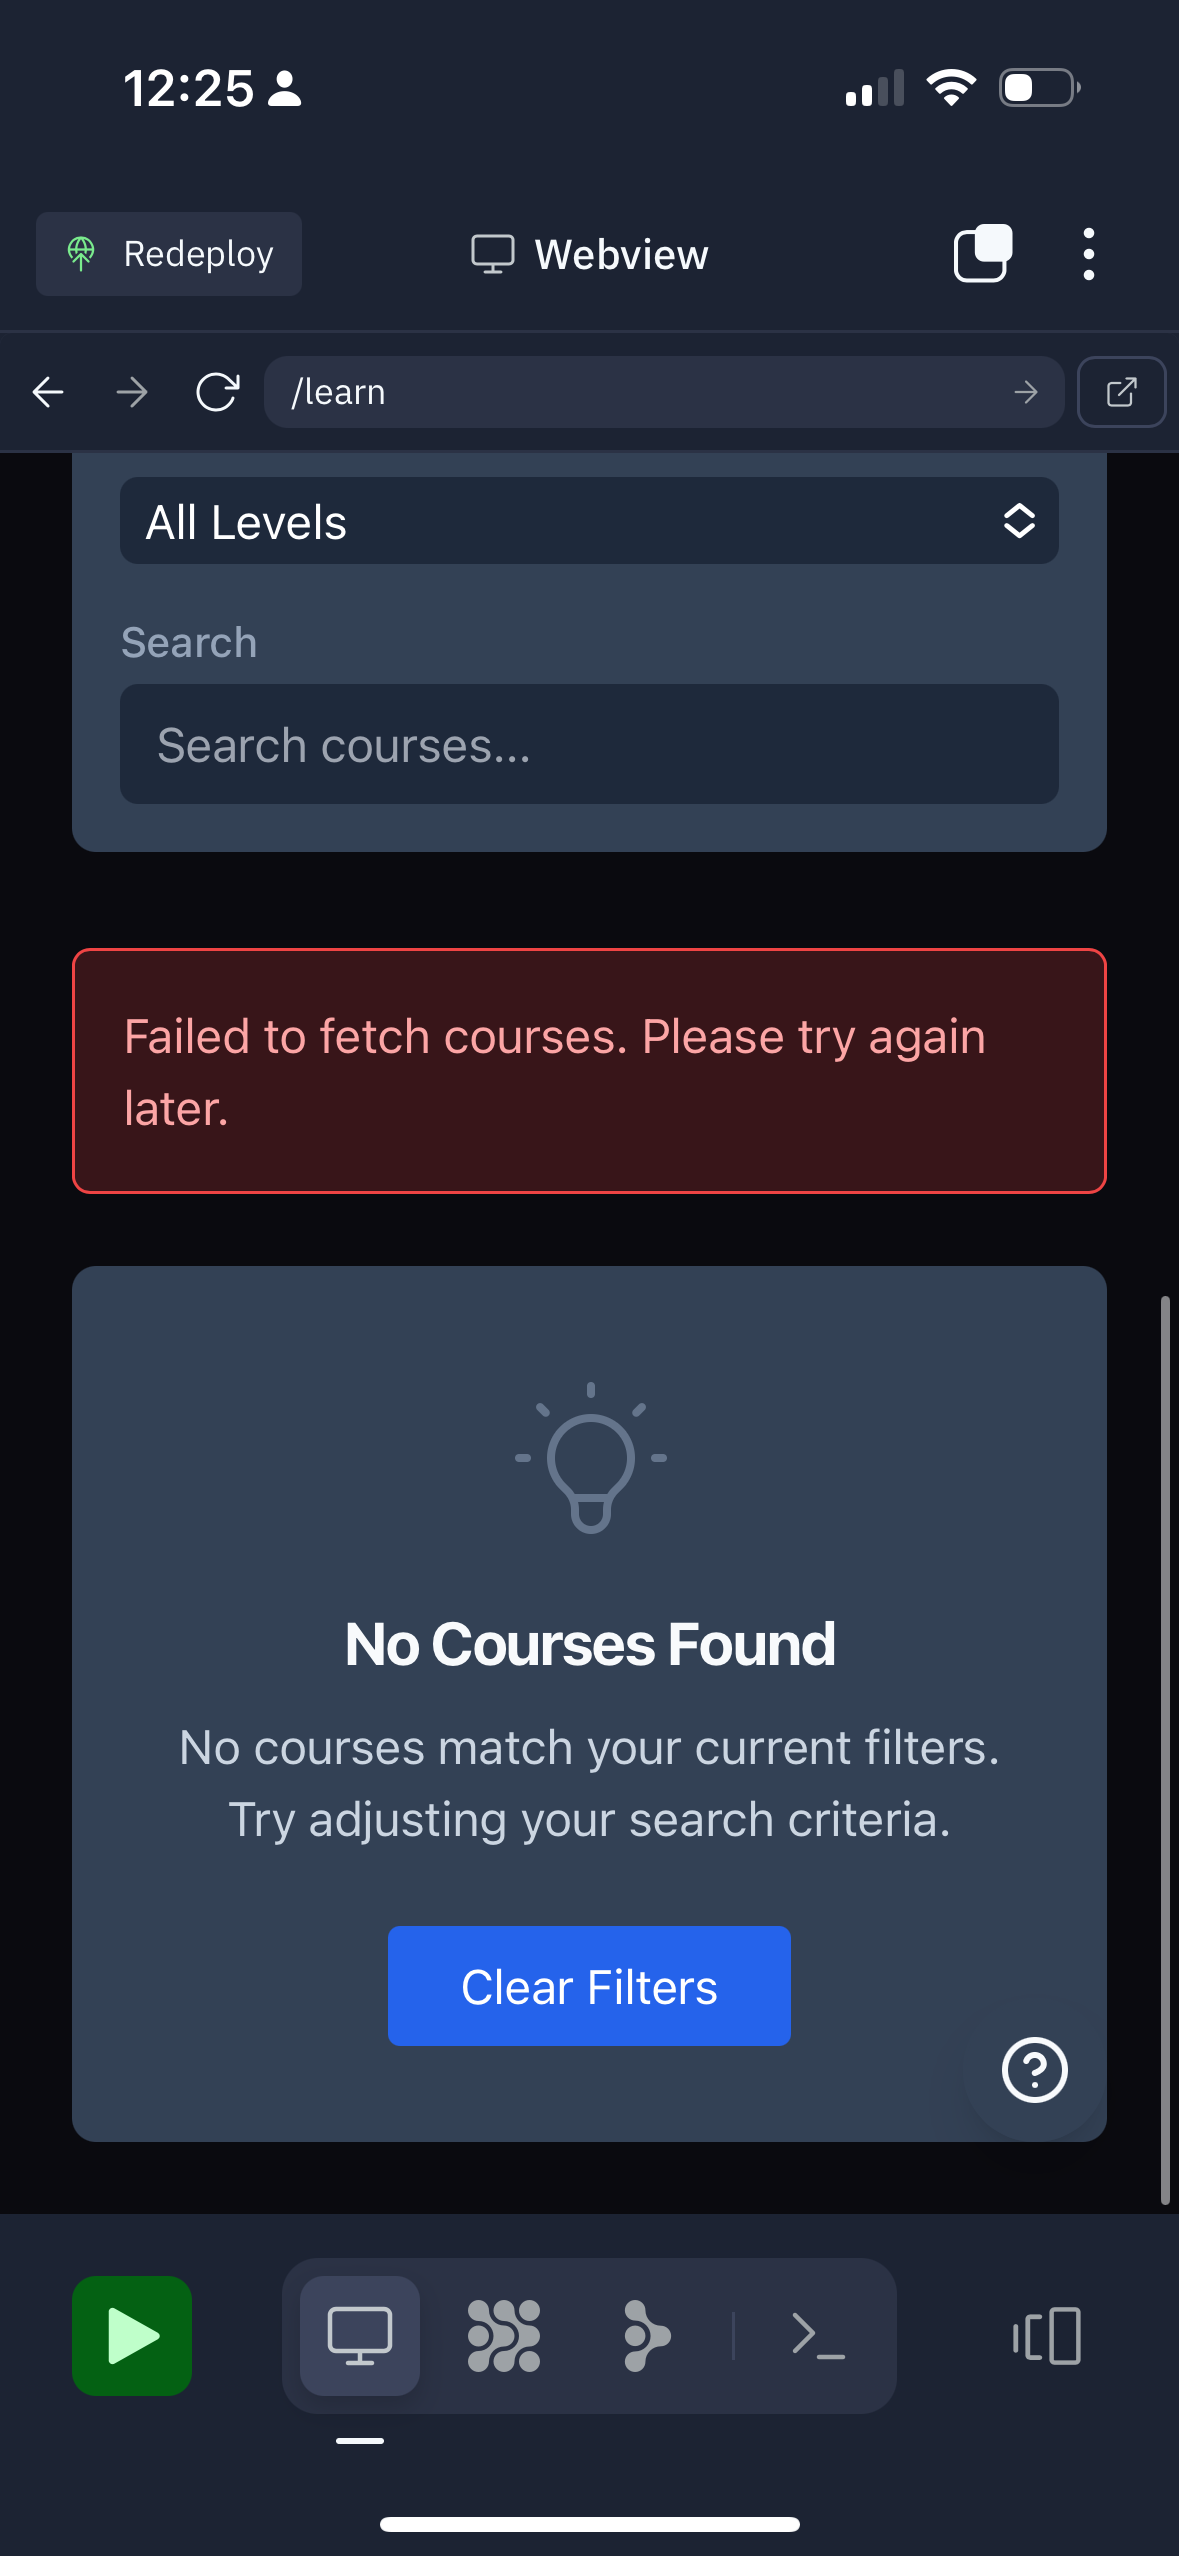 12:25
Redeploy
Webview
/learn
All Levels
Search
Search courses...
Failed to fetch courses. Please try again
later.
No Courses Found
No courses match your current filters.
Try adjusting your search criteria.
Clear Filters